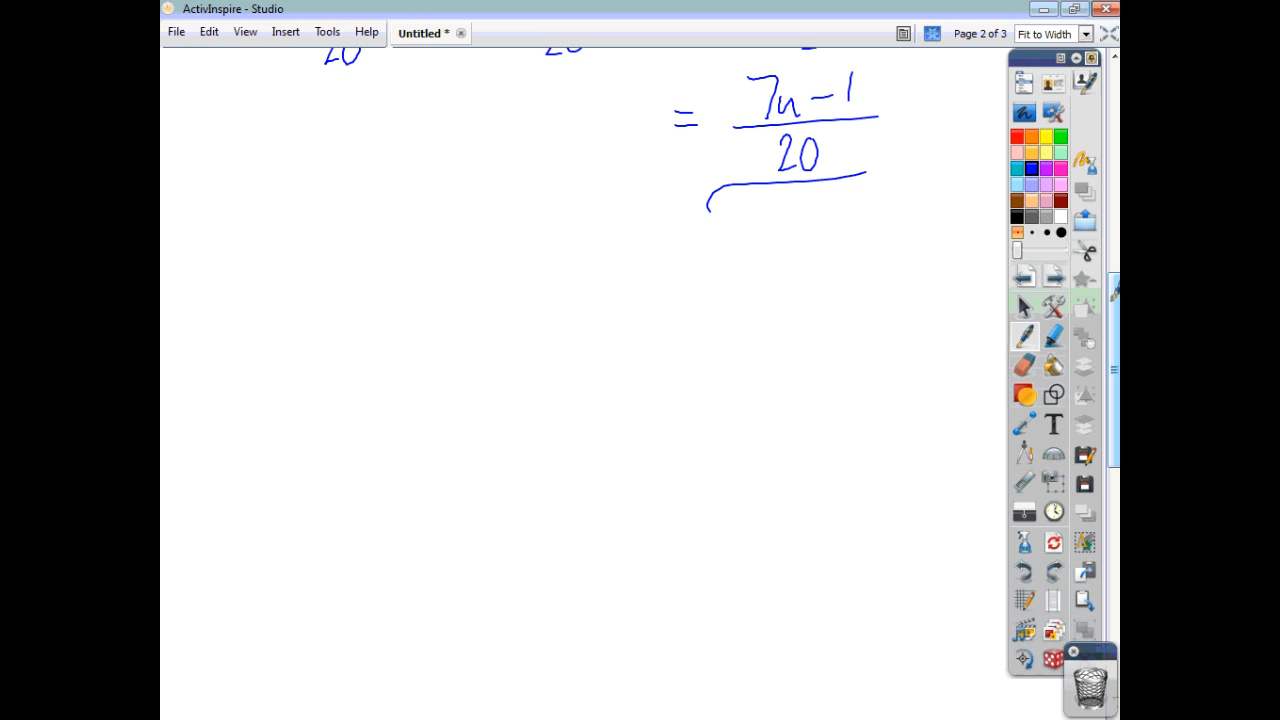 ActivInspire - Studio
File Edit View Insert Tools Help Untitled * Page 2 of 3 Fit to Width
20 20
= 7n - 1
20